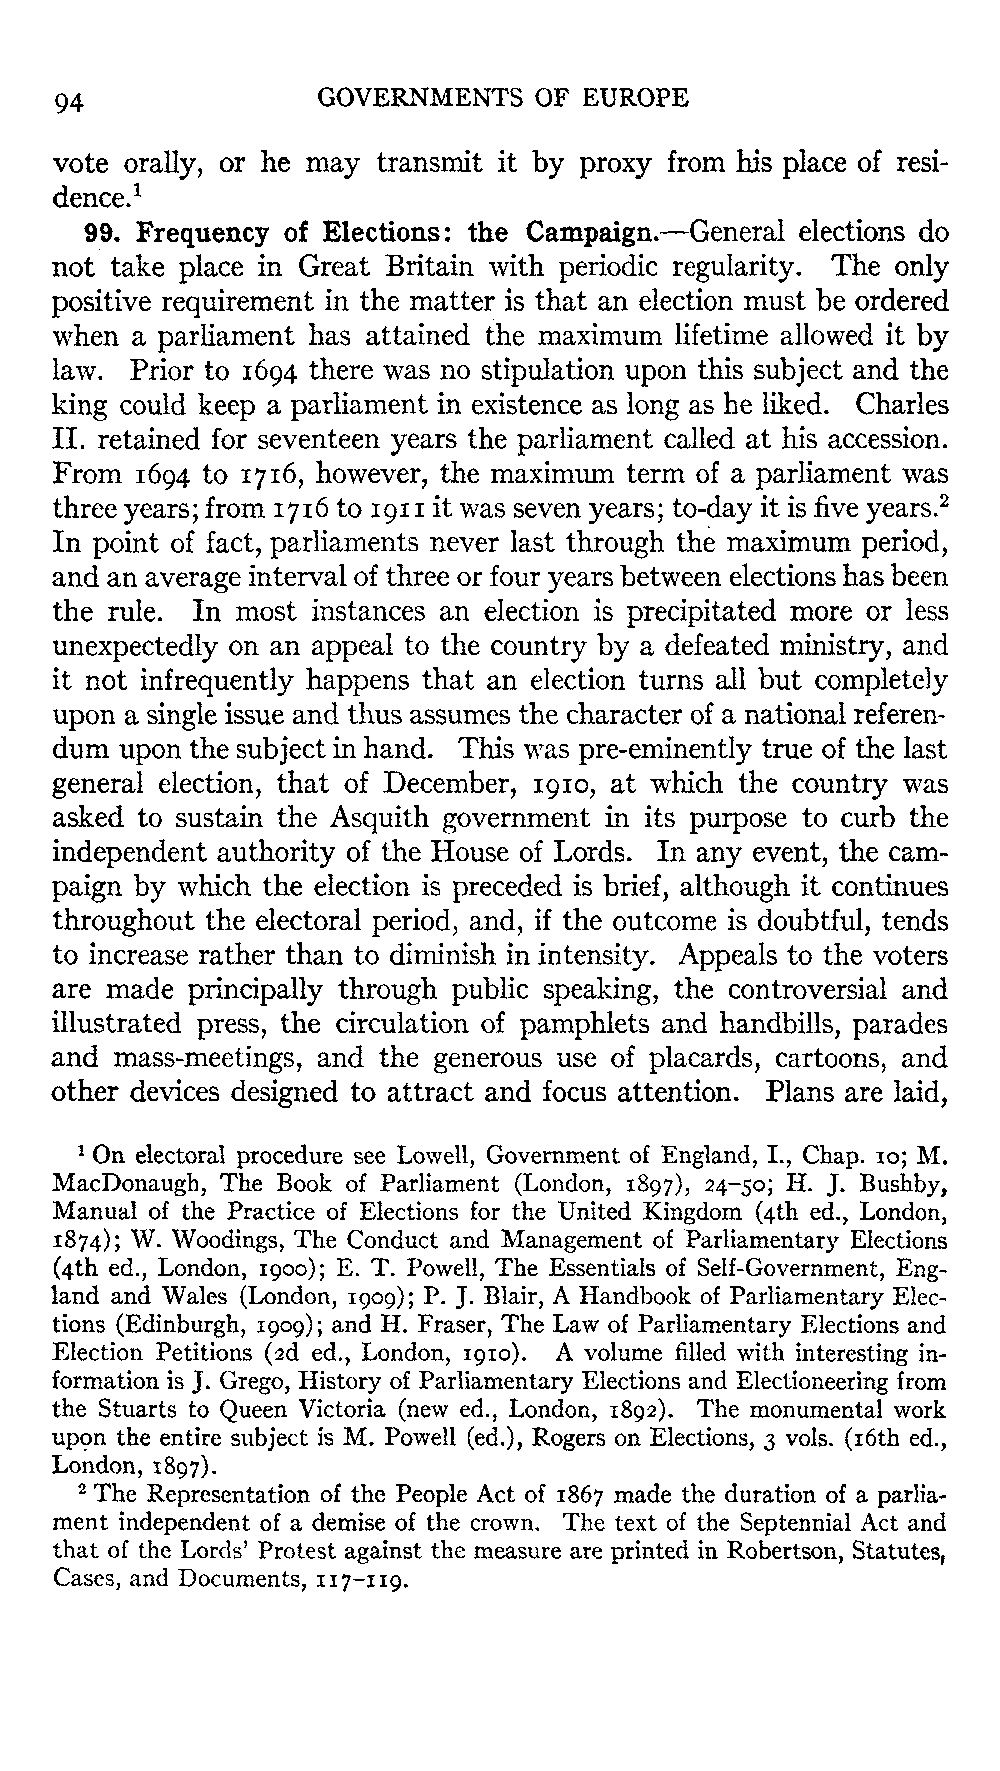 94 GOVERNMENTS OF EUROPE
vote orally, or he may transmit it by proxy from his place of resi-
dence.¹
99. Frequency of Elections: the Campaign.—General elections do
not take place in Great Britain with periodic regularity. The only
positive requirement in the matter is that an election must be ordered
when a parliament has attained the maximum lifetime allowed it by
law. Prior to 1694 there was no stipulation upon this subject and the
king could keep a parliament in existence as long as he liked. Charles
II. retained for seventeen years the parliament called at his accession.
From 1694 to 1716, however, the maximum term of a parliament was
three years; from 1716 to 1911 it was seven years; to-day it is five years.²
In point of fact, parliaments never last through the maximum period,
and an average interval of three or four years between elections has been
the rule. In most instances an election is precipitated more or less
unexpectedly on an appeal to the country by a defeated ministry, and
it not infrequently happens that an election turns all but completely
upon a single issue and thus assumes the character of a national referen-
dum upon the subject in hand. This was pre-eminently true of the last
general election, that of December, 1910, at which the country was
asked to sustain the Asquith government in its purpose to curb the
independent authority of the House of Lords. In any event, the cam-
paign by which the election is preceded is brief, although it continues
throughout the electoral period, and, if the outcome is doubtful, tends
to increase rather than to diminish in intensity. Appeals to the voters
are made principally through public speaking, the controversial and
illustrated press, the circulation of pamphlets and handbills, parades
and mass-meetings, and the generous use of placards, cartoons, and
other devices designed to attract and focus attention. Plans are laid,
¹ On electoral procedure see Lowell, Government of England, I., Chap. 10; M.
MacDonaugh, The Book of Parliament (London, 1897), 24–50; H. J. Bushby,
Manual of the Practice of Elections for the United Kingdom (4th ed., London,
1874); W. Woodings, The Conduct and Management of Parliamentary Elections
(4th ed., London, 1900); E. T. Powell, The Essentials of Self-Government, Eng-
land and Wales (London, 1909); P. J. Blair, A Handbook of Parliamentary Elec-
tions (Edinburgh, 1909); and H. Fraser, The Law of Parliamentary Elections and
Election Petitions (2d ed., London, 1910). A volume filled with interesting in-
formation is J. Grego, History of Parliamentary Elections and Electioneering from
the Stuarts to Queen Victoria (new ed., London, 1892). The monumental work
upon the entire subject is M. Powell (ed.), Rogers on Elections, 3 vols. (16th ed.,
London, 1897).
² The Representation of the People Act of 1867 made the duration of a parlia-
ment independent of a demise of the crown. The text of the Septennial Act and
that of the Lords' Protest against the measure are printed in Robertson, Statutes,
Cases, and Documents, 117–119.